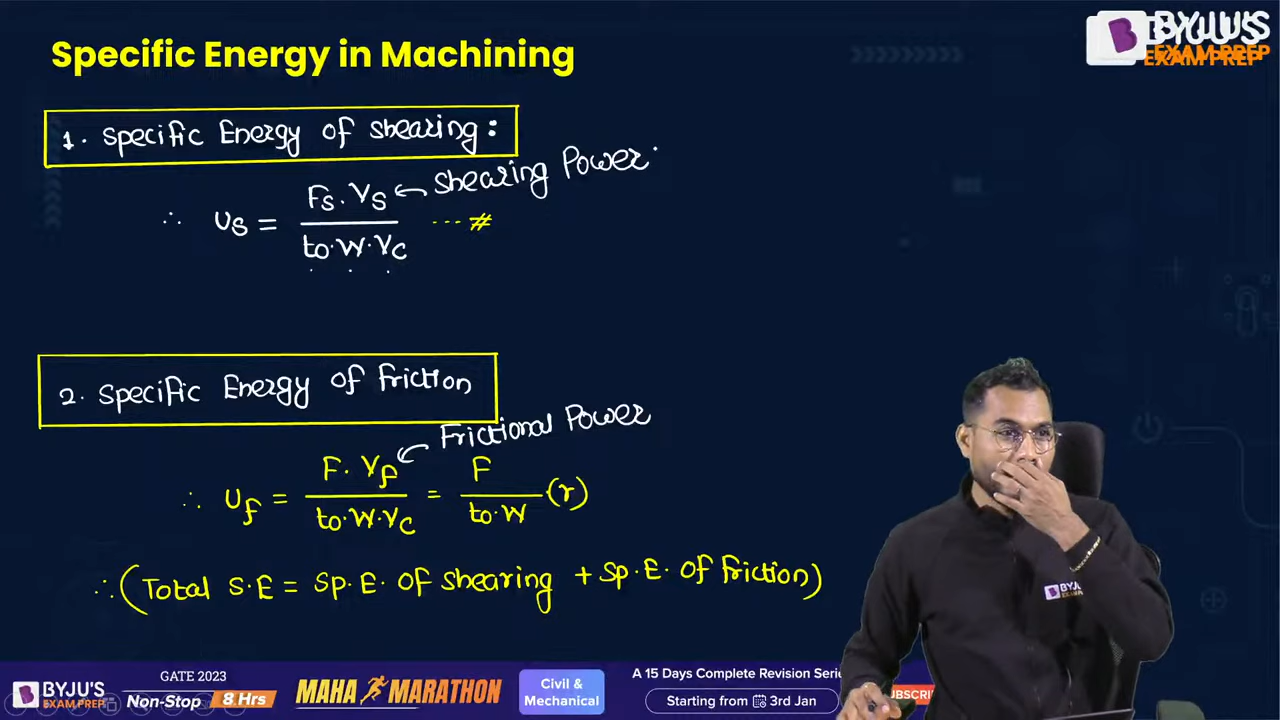 Specific Energy in Machining
BYJU'S
EXAM PREP
1. Specific Energy of shearing:
∴ Us = Fs.Vs / to.W.Vc ....#
Shearing Power
2. Specific Energy of friction
Frictional Power
∴ Uf = F.Vf / to.W.Vc = F / to.W (r)
∴ (Total S.E = Sp.E. of shearing + Sp.E. of friction)
BYJU'S
BYJU'S
EXAM PREP
GATE 2023
Non-Stop 8 Hrs
MAHA MARATHON
Civil &
Mechanical
A 15 Days Complete Revision Serie
Starting from 3rd Jan
SUBSCRI